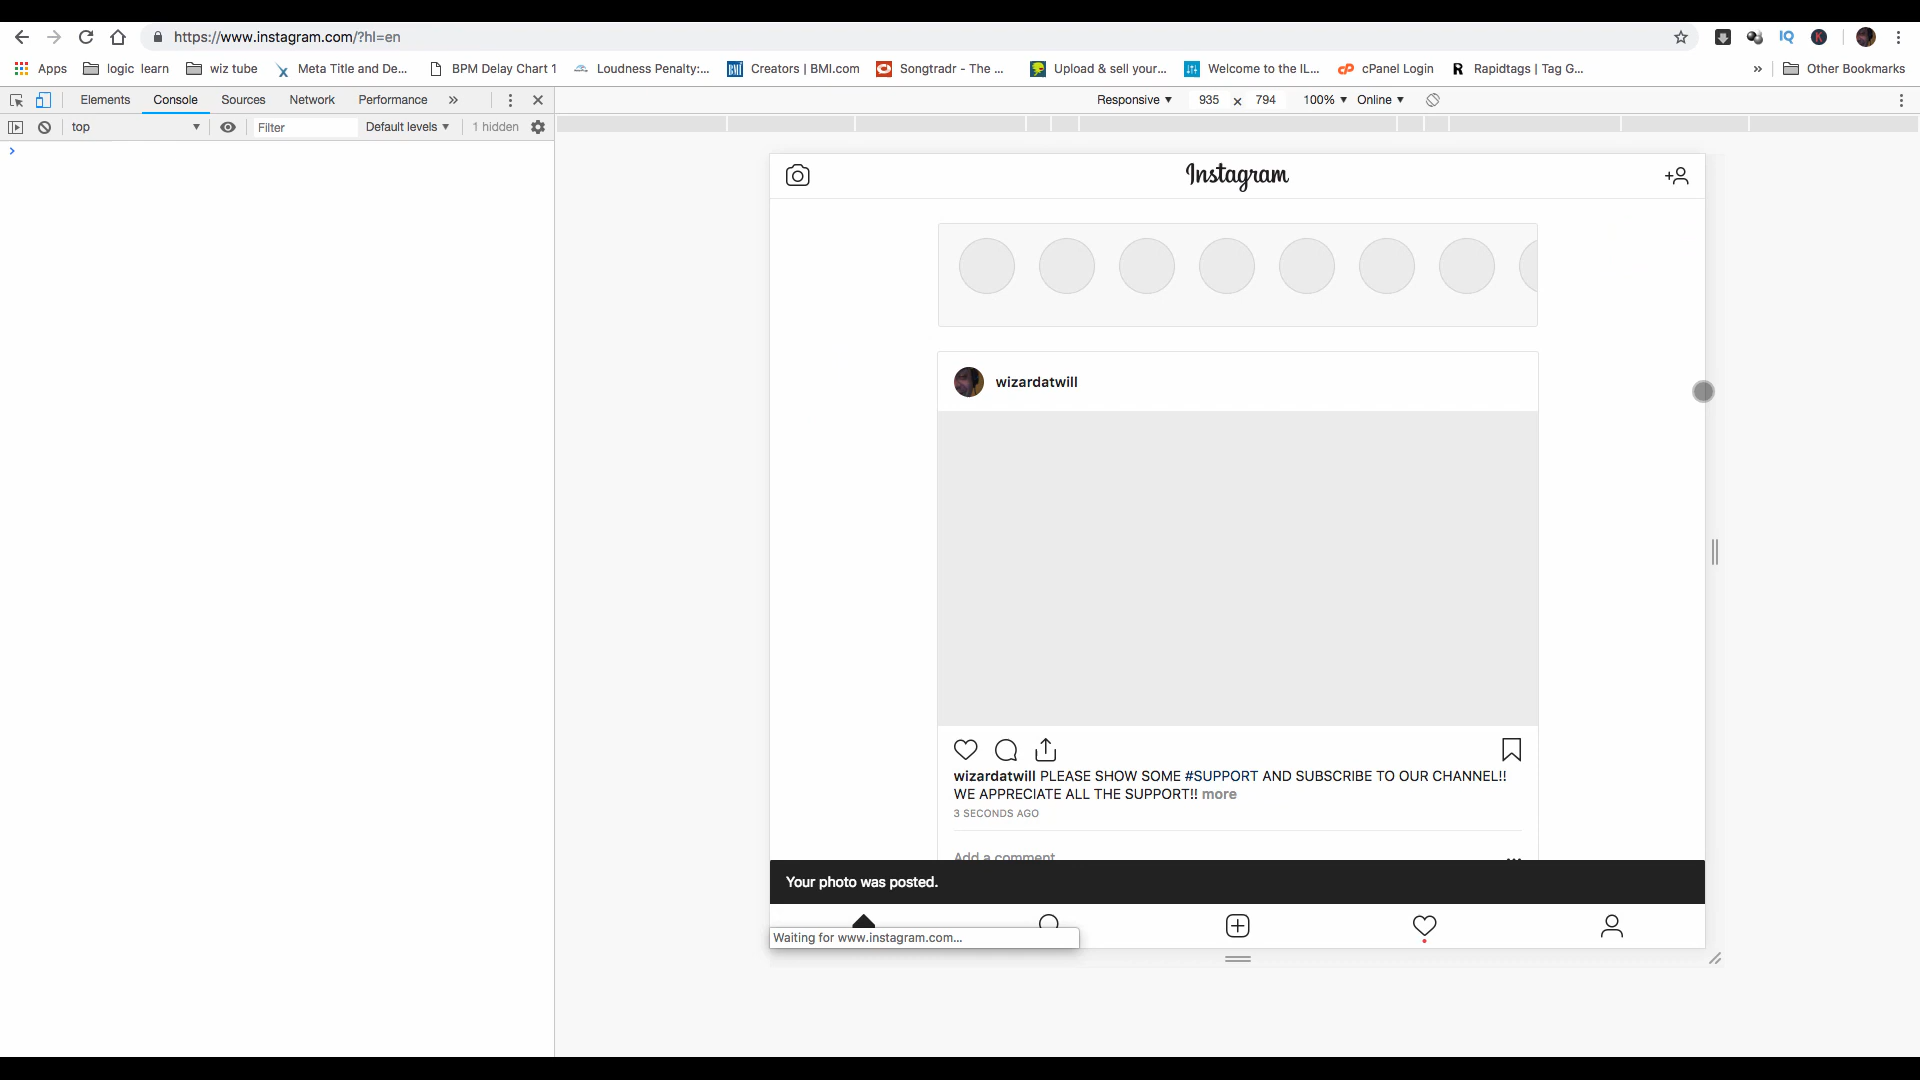 https://www.instagram.com/?hl=en
Apps logic learn wiz tube Meta Title and De... BPM Delay Chart 1 Loudness Penalty:... BMI Creators | BMI.com Songtradr - The ... Upload & sell your... Welcome to the IL... cP cPanel Login R Rapidtags | Tag G... » Other Bookmarks
Elements Console Sources Network Performance »
Responsive 935 x 794 100% Online
top Filter Default levels 1 hidden
Instagram
wizardatwill
wizardatwill PLEASE SHOW SOME #SUPPORT AND SUBSCRIBE TO OUR CHANNEL!!
WE APPRECIATE ALL THE SUPPORT!! more
3 SECONDS AGO
Add a comment
Your photo was posted.
Waiting for www.instagram.com...